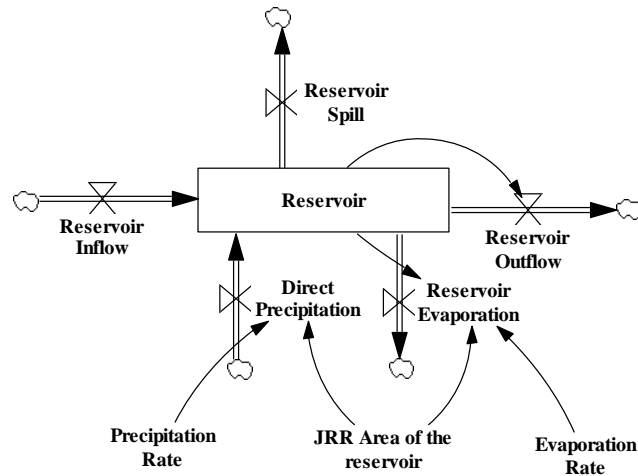 Reservoir
Spill
Reservoir
Reservoir
Inflow
Reservoir
Outflow
Direct
Precipitation
Reservoir
Evaporation
Precipitation
Rate
JRR Area of the
reservoir
Evaporation
Rate